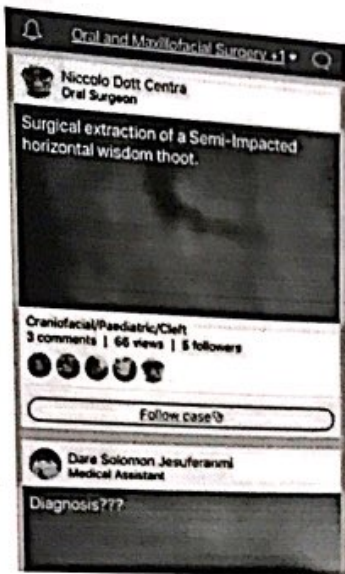 Oral and Maxillofacial Surgery +1
Niccolo Dott Centra
Oral Surgeon
Surgical extraction of a Semi-Impacted
horizontal wisdom thoot.
Craniofacial/Paediatric/Cleft
3 comments | 66 views | 5 followers
Follow case
Dare Solomon Jesuferanmi
Medical Assistant
Diagnosis???